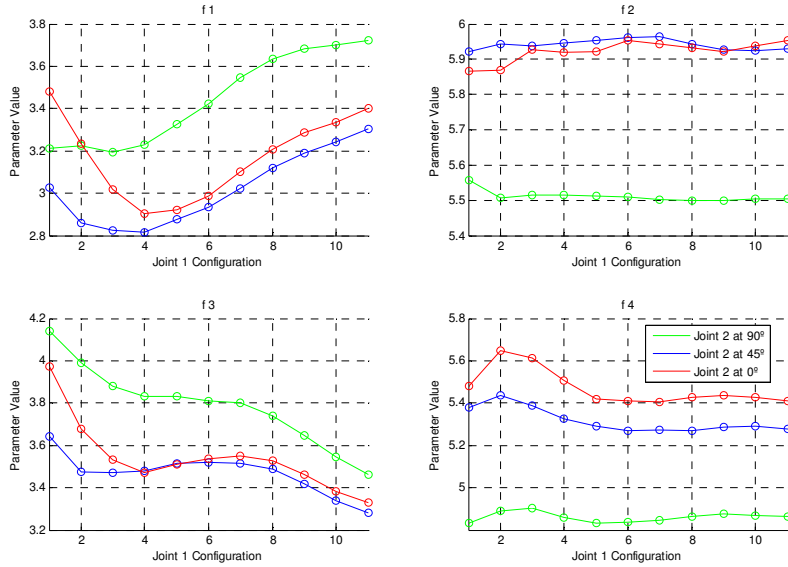 f 1
3.8
3.6
3.4
3.2
3
2.8
Parameter Value
2 4 6 8 10
Joint 1 Configuration
f 2
6
5.9
5.8
5.7
5.6
5.5
5.4
Parameter Value
2 4 6 8 10
Joint 1 Configuration
f 3
4.2
4
3.8
3.6
3.4
3.2
Parameter Value
2 4 6 8 10
Joint 1 Configuration
f 4
5.8
5.6
5.4
5.2
5
Parameter Value
Joint 2 at 90º
Joint 2 at 45º
Joint 2 at 0º
2 4 6 8 10
Joint 1 Configuration